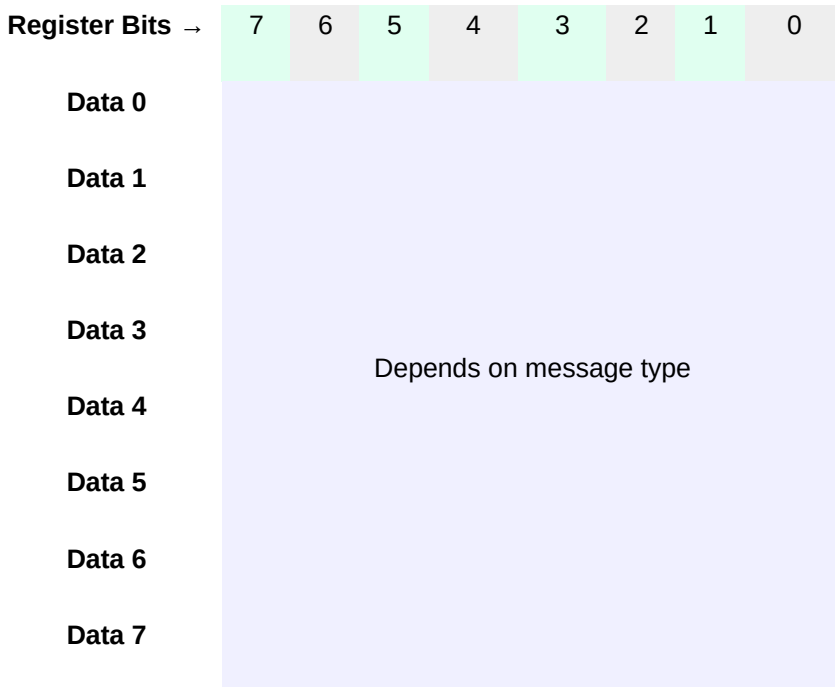 Register Bits → 7 6 5 4 3 2 1 0
Data 0
Data 1
Data 2
Data 3
Depends on message type
Data 4
Data 5
Data 6
Data 7